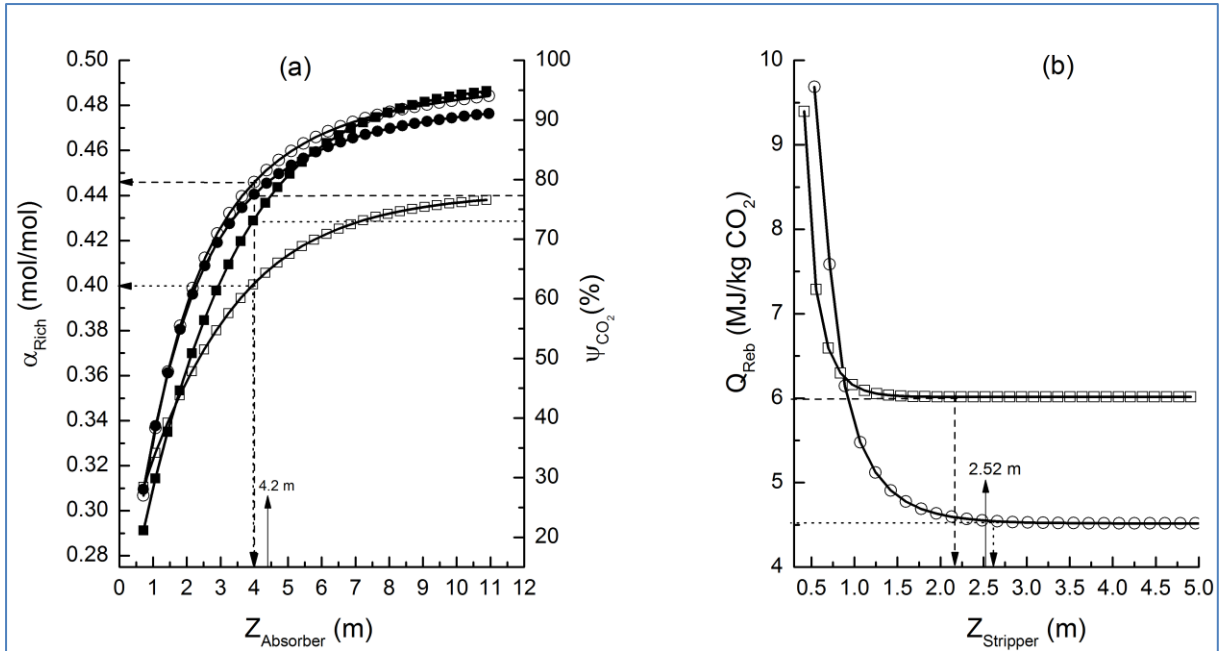 (a)
0.50
0.48
0.46
0.44
0.42
0.40
0.38
0.36
0.34
0.32
0.30
0.28
α_Rich (mol/mol)
100
90
80
70
60
50
40
30
20
ψ_CO₂ (%)
4.2 m
0 1 2 3 4 5 6 7 8 9 10 11 12
Z_Absorber (m)
(b)
10
9
8
7
6
5
4
Q_Reb (MJ/kg CO₂)
2.52 m
0.5 1.0 1.5 2.0 2.5 3.0 3.5 4.0 4.5 5.0
Z_Stripper (m)